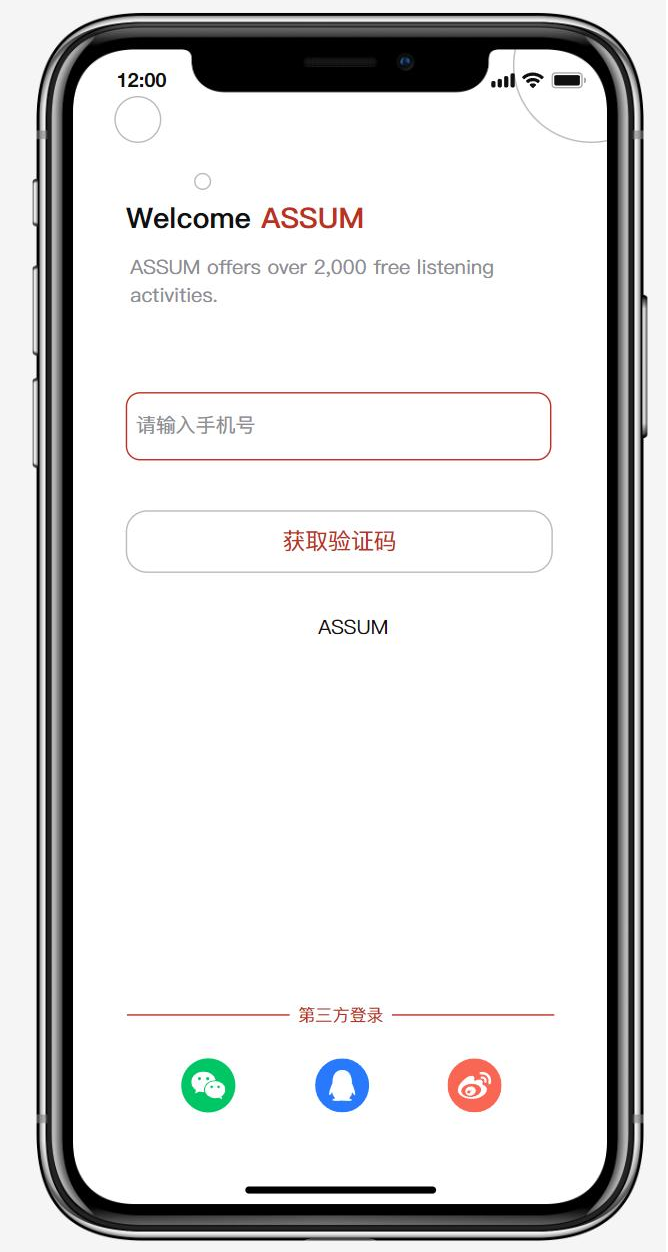 12:00
Welcome ASSUM
ASSUM offers over 2,000 free listening
activities.
请输入手机号
获取验证码
ASSUM
第三方登录